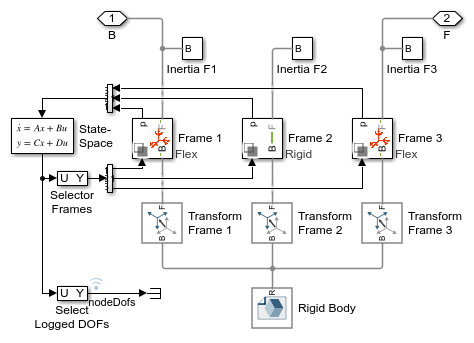 1
B
2
F
B
Inertia F1
B
Inertia F2
B
Inertia F3
ẋ = Ax + Bu
y = Cx + Du
State-
Space
p
F
B
Frame 1
Flex
p
F
B
Frame 2
Rigid
p
F
B
Frame 3
Flex
U Y
Selector
Frames
F
B
Transform
Frame 1
F
B
Transform
Frame 2
F
B
Transform
Frame 3
U Y
nodeDofs
Select
Logged DOFs
R
Rigid Body